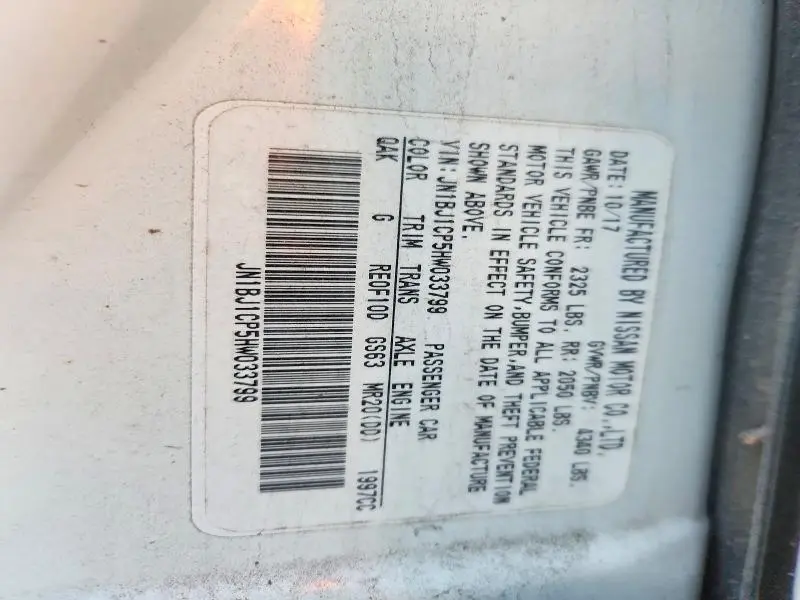 MANUFACTURED BY NISSAN MOTOR CO.,LTD.
DATE: 10/17 GVWR/PNBV: 4340 LBS.
GAWR/PNBE FR: 2325 LBS. RR: 2050 LBS.
THIS VEHICLE CONFORMS TO ALL APPLICABLE FEDERAL
MOTOR VEHICLE SAFETY,BUMPER,AND THEFT PREVENTION
STANDARDS IN EFFECT ON THE DATE OF MANUFACTURE
SHOWN ABOVE.
VIN:JN1BJ1CP5HW033799 PASSENGER CAR
COLOR TRIM TRANS AXLE ENGINE
QAK G RE0F10D GS63 MR20(DD) 1997CC
JN1BJ1CP5HW033799